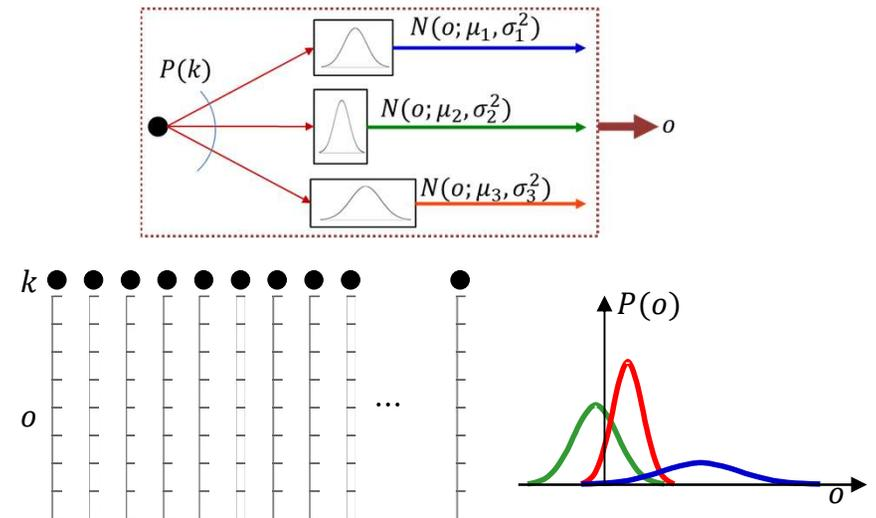 N(o; μ₁, σ₁²)
P(k)
N(o; μ₂, σ₂²)
o
N(o; μ₃, σ₃²)
k
P(o)
...
o
o